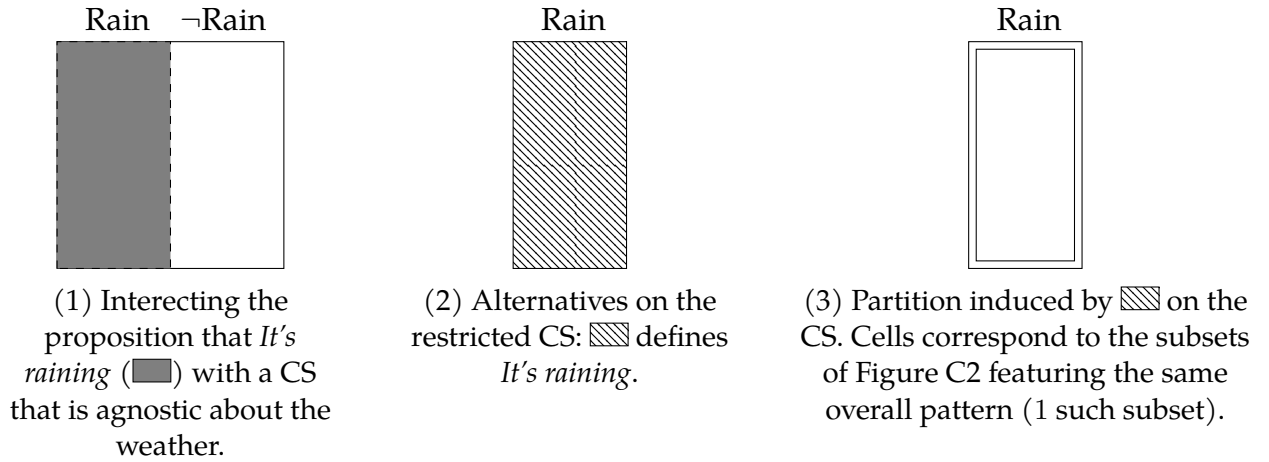 Rain ¬Rain
Rain
Rain
(1) Interecting the
proposition that It's
raining ( ) with a CS
that is agnostic about the
weather.
(2) Alternatives on the
restricted CS: defines
It's raining.
(3) Partition induced by on the
CS. Cells correspond to the subsets
of Figure C2 featuring the same
overall pattern (1 such subset).